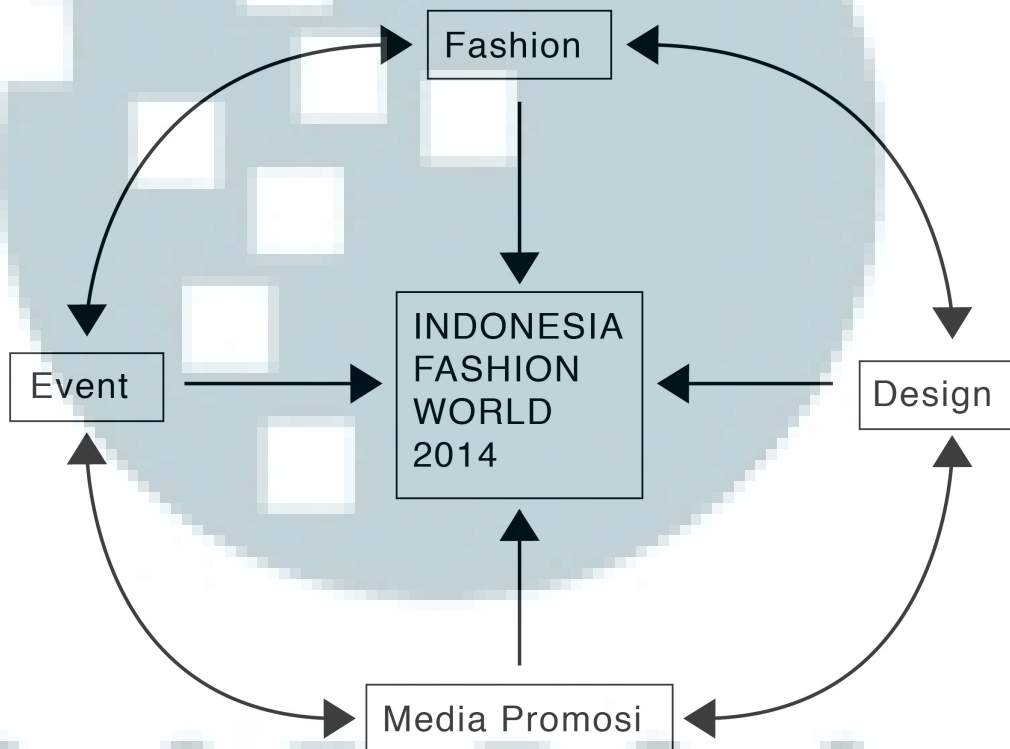 Fashion
INDONESIA
FASHION
WORLD
2014
Event
Design
Media Promosi